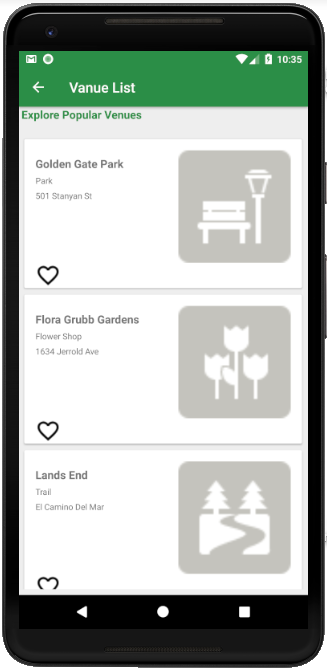 10:35
Vanue List
Explore Popular Venues
Golden Gate Park
Park
501 Stanyan St
Flora Grubb Gardens
Flower Shop
1634 Jerrold Ave
Lands End
Trail
El Camino Del Mar